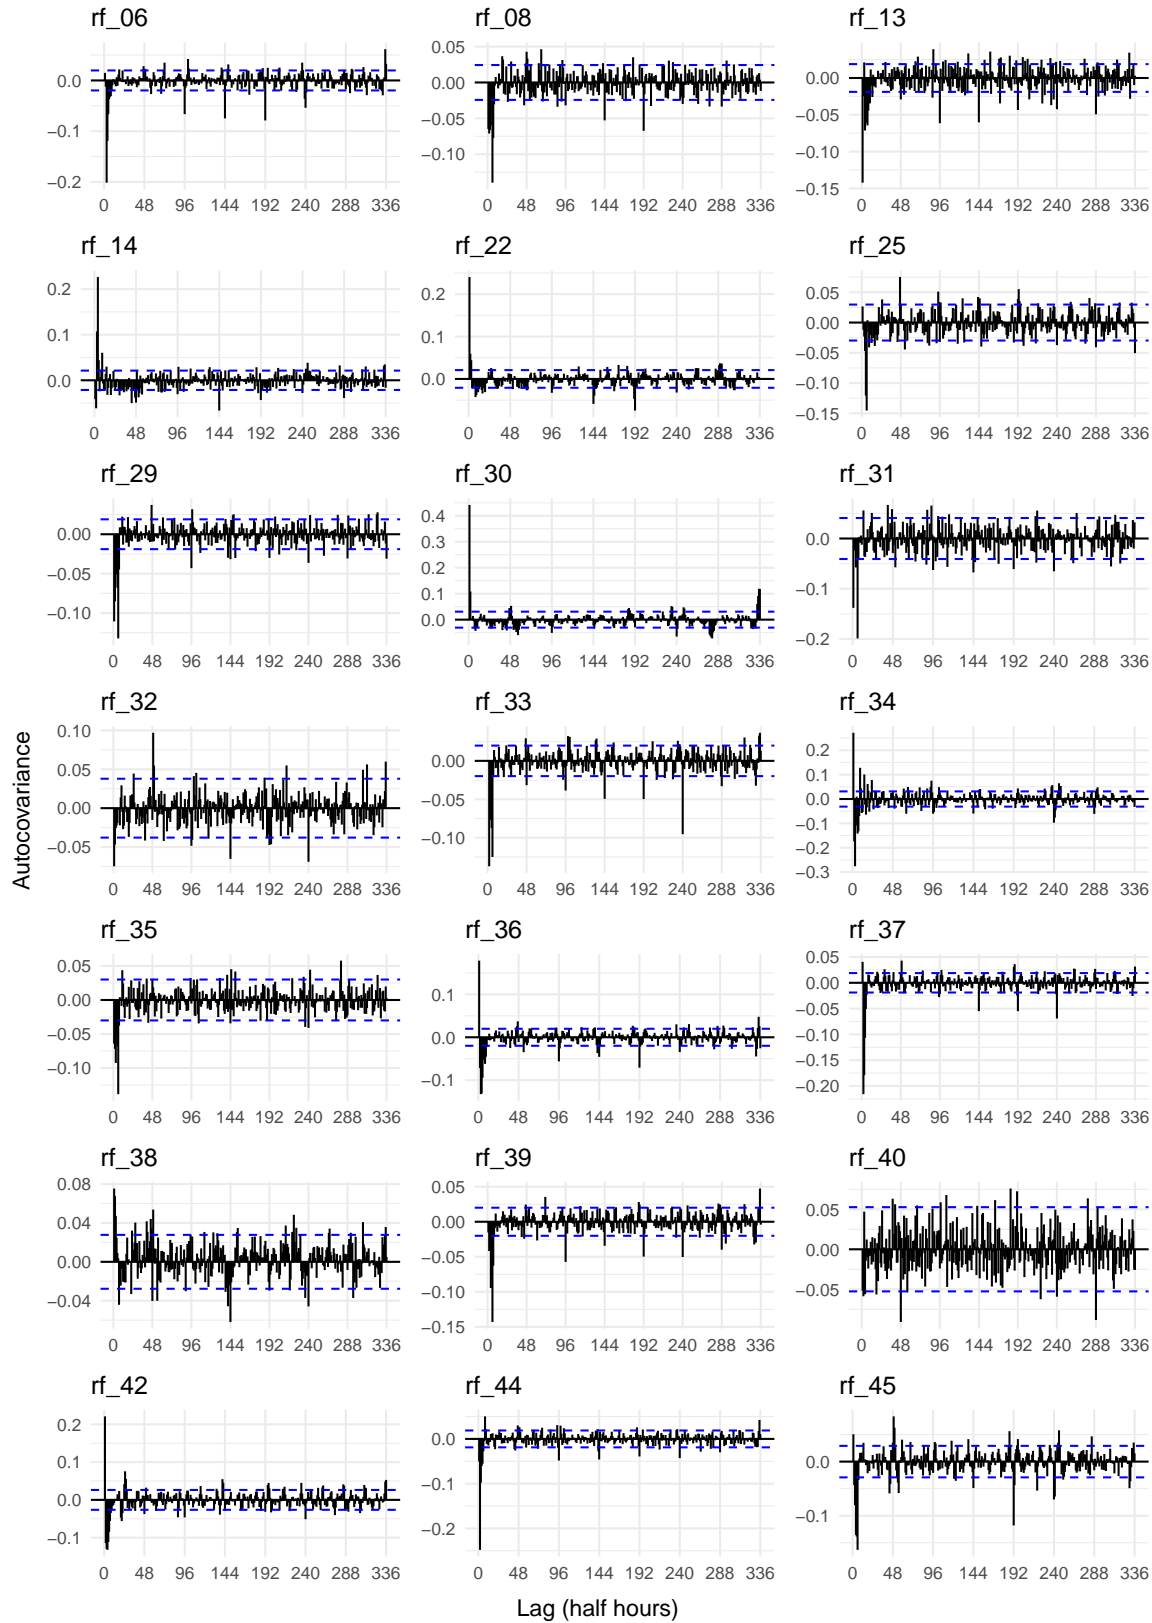 rf_06 rf_08 rf_13
0.0 −0.1 −0.2
0.05 0.00 −0.05 −0.10
0.00 −0.05 −0.10 −0.15
0 48 96 144 192 240 288 336
0 48 96 144 192 240 288 336
0 48 96 144 192 240 288 336
rf_14 rf_22 rf_25
0.2 0.1 0.0
0.2 0.1 0.0
0.05 0.00 −0.05 −0.10 −0.15
0 48 96 144 192 240 288 336
0 48 96 144 192 240 288 336
0 48 96 144 192 240 288 336
rf_29 rf_30 rf_31
0.00 −0.05 −0.10
0.4 0.3 0.2 0.1 0.0
0.0 −0.1 −0.2
0 48 96 144 192 240 288 336
0 48 96 144 192 240 288 336
0 48 96 144 192 240 288 336
Autocovariance
rf_32 rf_33 rf_34
0.10 0.05 0.00 −0.05
0.00 −0.05 −0.10
0.2 0.1 0.0 −0.1 −0.2 −0.3
0 48 96 144 192 240 288 336
0 48 96 144 192 240 288 336
0 48 96 144 192 240 288 336
rf_35 rf_36 rf_37
0.05 0.00 −0.05 −0.10
0.1 0.0 −0.1
0.05 0.00 −0.05 −0.10 −0.15 −0.20
0 48 96 144 192 240 288 336
0 48 96 144 192 240 288 336
0 48 96 144 192 240 288 336
rf_38 rf_39 rf_40
0.08 0.04 0.00 −0.04
0.05 0.00 −0.05 −0.10 −0.15
0.05 0.00 −0.05
0 48 96 144 192 240 288 336
0 48 96 144 192 240 288 336
0 48 96 144 192 240 288 336
rf_42 rf_44 rf_45
0.2 0.1 0.0 −0.1
0.0 −0.1 −0.2
0.0 −0.1
0 48 96 144 192 240 288 336
0 48 96 144 192 240 288 336
0 48 96 144 192 240 288 336
Lag (half hours)